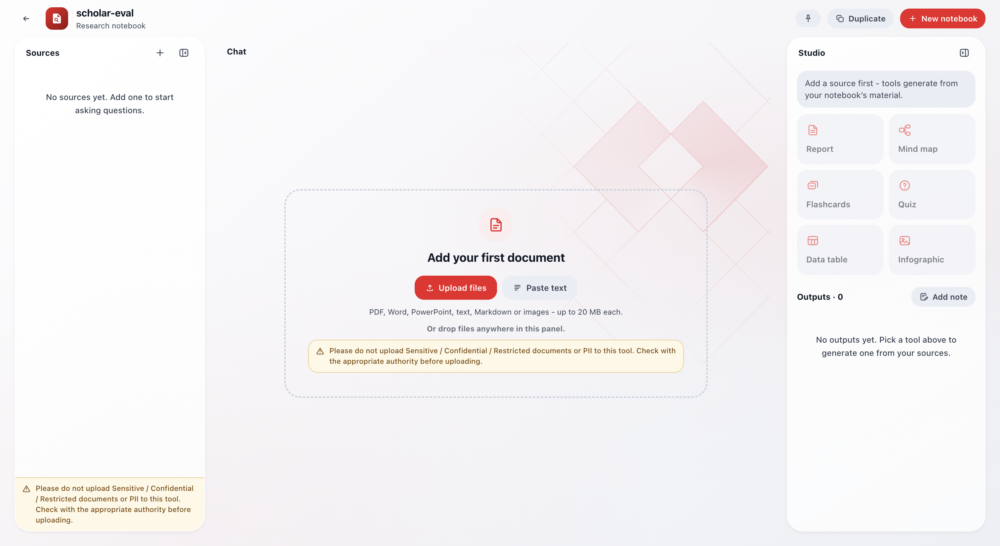 scholar-eval
Research notebook
Duplicate
New notebook
Sources
No sources yet. Add one to start
asking questions.
Please do not upload Sensitive / Confidential
/ Restricted documents or PII to this tool.
Check with the appropriate authority before
uploading.
Chat
Add your first document
Upload files
Paste text
PDF, Word, PowerPoint, text, Markdown or images - up to 20 MB each.
Or drop files anywhere in this panel.
Please do not upload Sensitive / Confidential / Restricted documents or PII to this tool. Check with
the appropriate authority before uploading.
Studio
Add a source first - tools generate from
your notebook’s material.
Report
Mind map
Flashcards
Quiz
Data table
Infographic
Outputs · 0
Add note
No outputs yet. Pick a tool above to
generate one from your sources.